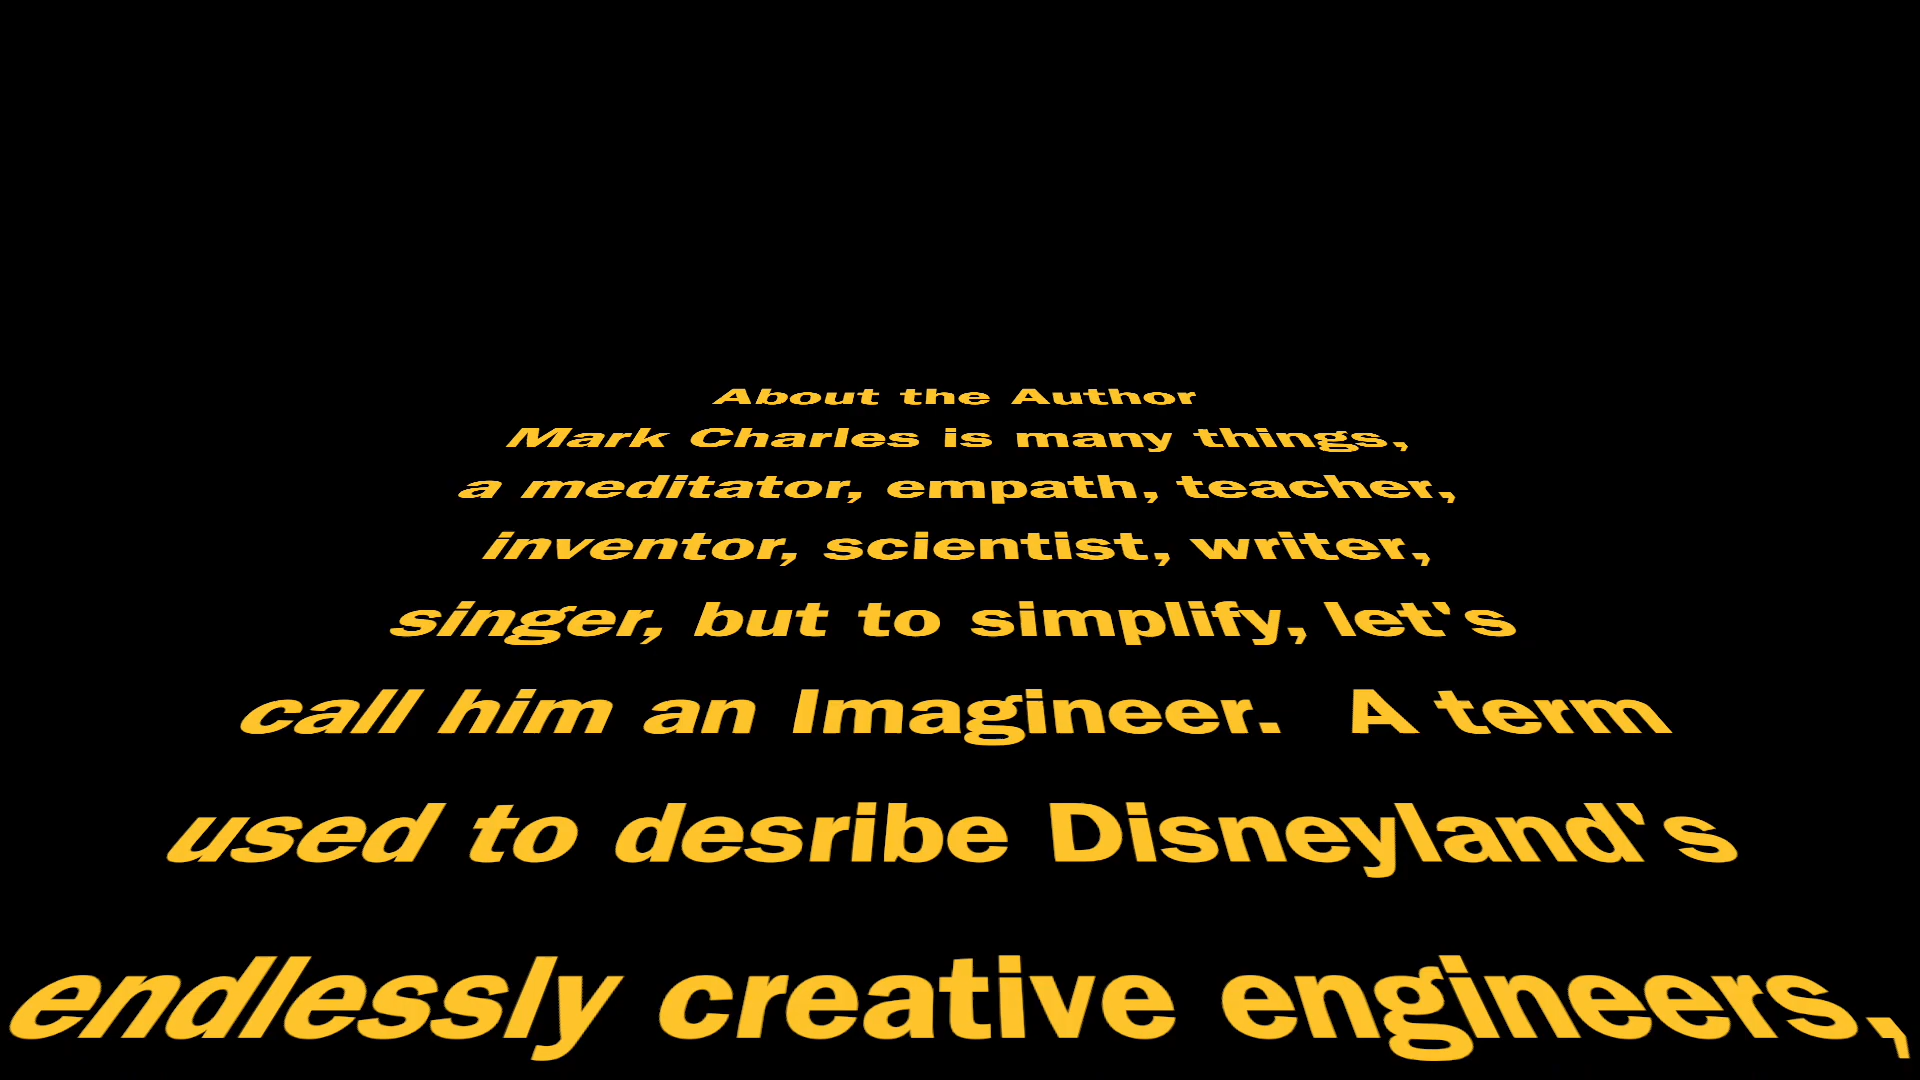 About the Author
Mark Charles is many things,
a meditator, empath, teacher,
inventor, scientist, writer,
singer, but to simplify, let's
call him an Imagineer.  A term
used to desribe Disneyland's
endlessly creative engineers,